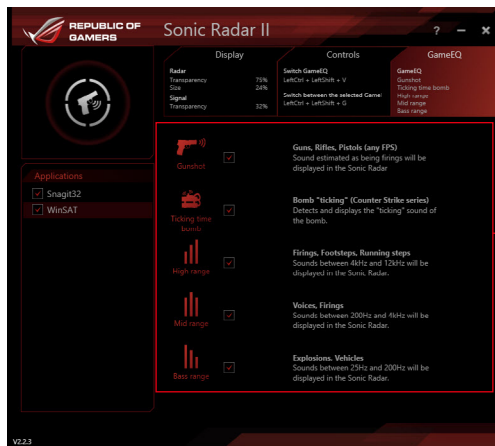 REPUBLIC OF
GAMERS
Sonic Radar II
? – ×
Display
Radar
Transparency 75%
Size 24%
Signal
Transparency 32%
Controls
Switch GameEQ
LeftCtrl + LeftShift + V
Switch between the selected Game
LeftCtrl + LeftShift + G
GameEQ
GameEQ
Gunshot
Ticking time bomb
High range
Mid range
Bass range
Applications
Snagit32
WinSAT
Gunshot
Guns, Rifles, Pistols (any FPS)
Sound estimated as being firings will be
displayed in the Sonic Radar
Ticking time
bomb
Bomb "ticking" (Counter Strike series)
Detects and displays the "ticking" sound of
the bomb.
High range
Firings, Footsteps, Running steps
Sounds between 4kHz and 12kHz will be
displayed in the Sonic Radar.
Mid range
Voices, Firings
Sounds between 200Hz and 4kHz will be
displayed in the Sonic Radar.
Bass range
Explosions. Vehicles
Sounds between 25Hz and 200Hz will be
displayed in the Sonic Radar.
V2.2.3